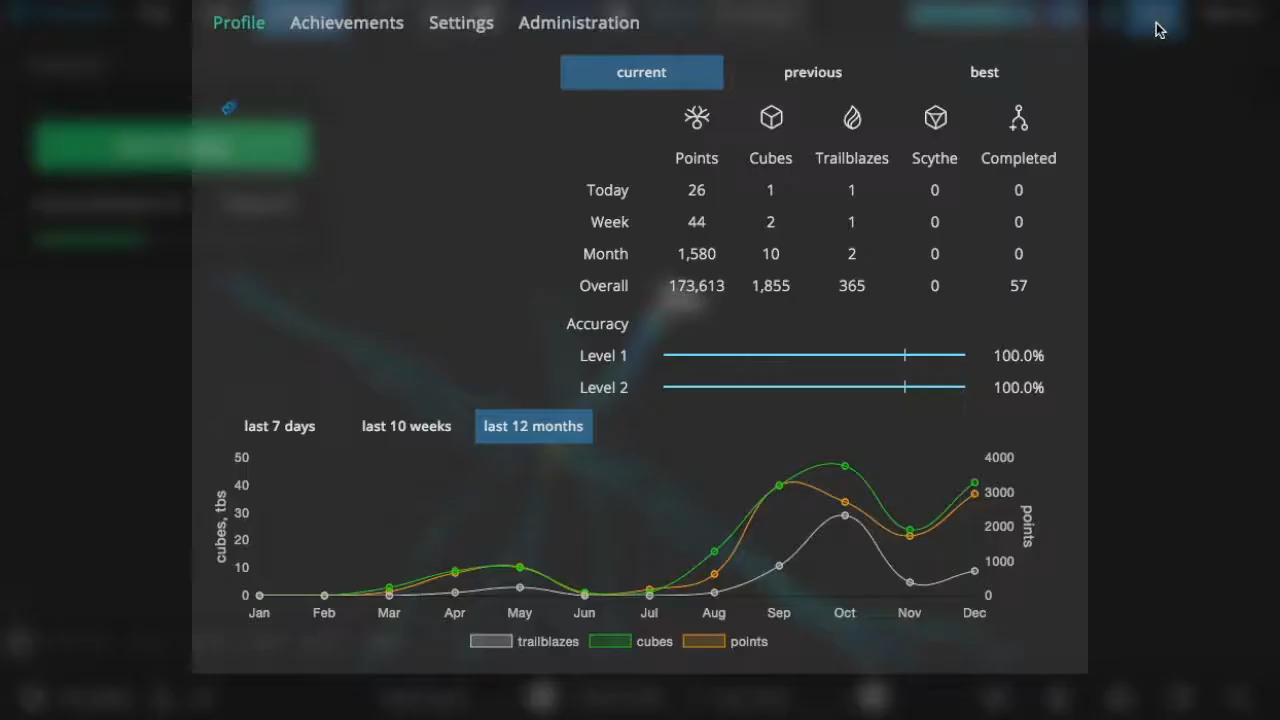 Profile Achievements Settings Administration
current previous best
Points Cubes Trailblazes Scythe Completed
Today 26 1 1 0 0
Week 44 2 1 0 0
Month 1,580 10 2 0 0
Overall 173,613 1,855 365 0 57
Accuracy
Level 1 100.0%
Level 2 100.0%
last 7 days last 10 weeks last 12 months
50 4000
40 3000
30 2000
20 1000
10 0
0
cubes, tbs
points
Jan Feb Mar Apr May Jun Jul Aug Sep Oct Nov Dec
trailblazes cubes points